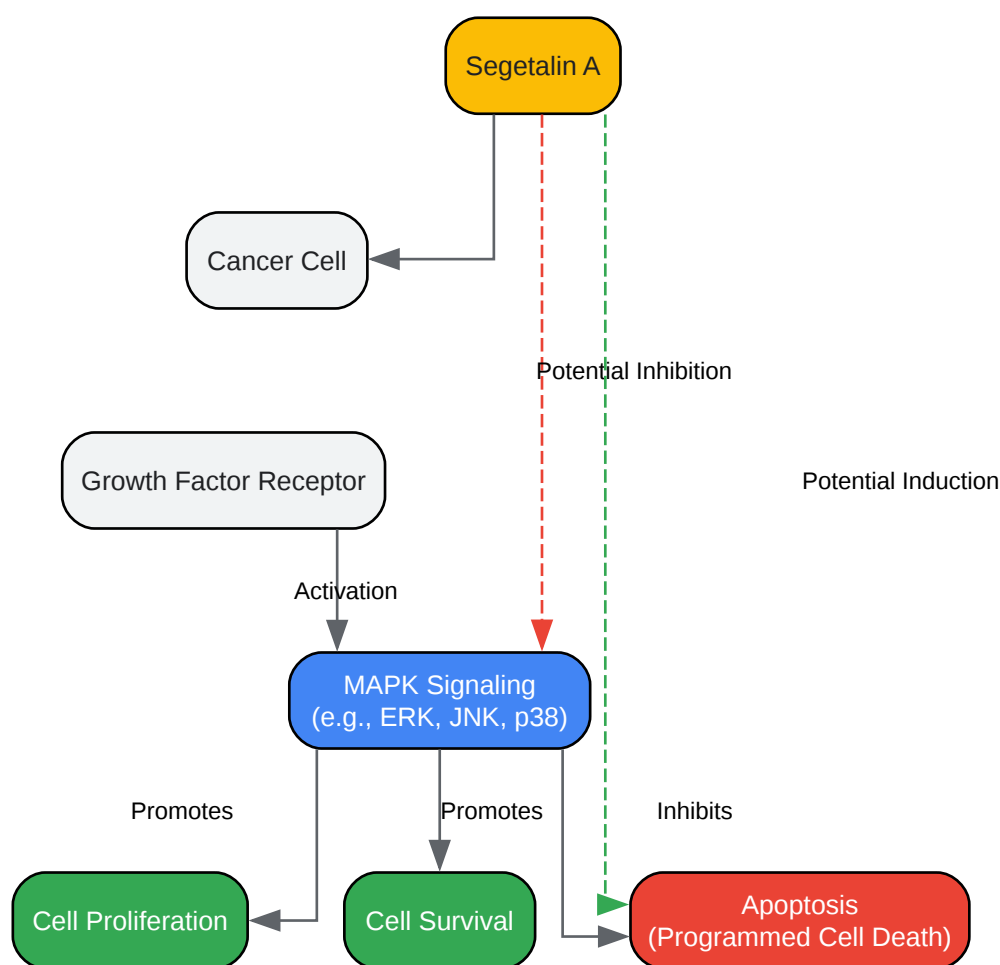 Segetalin A
Cancer Cell
Potential Inhibition
Growth Factor Receptor
Potential Induction
Activation
MAPK Signaling
(e.g., ERK, JNK, p38)
Promotes
Promotes
Inhibits
Cell Proliferation
Cell Survival
Apoptosis
(Programmed Cell Death)